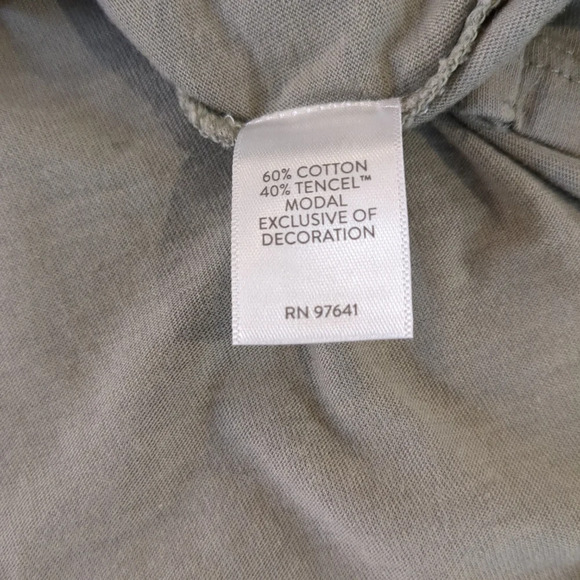 60% COTTON
40% TENCEL™
MODAL
EXCLUSIVE OF
DECORATION
RN 97641